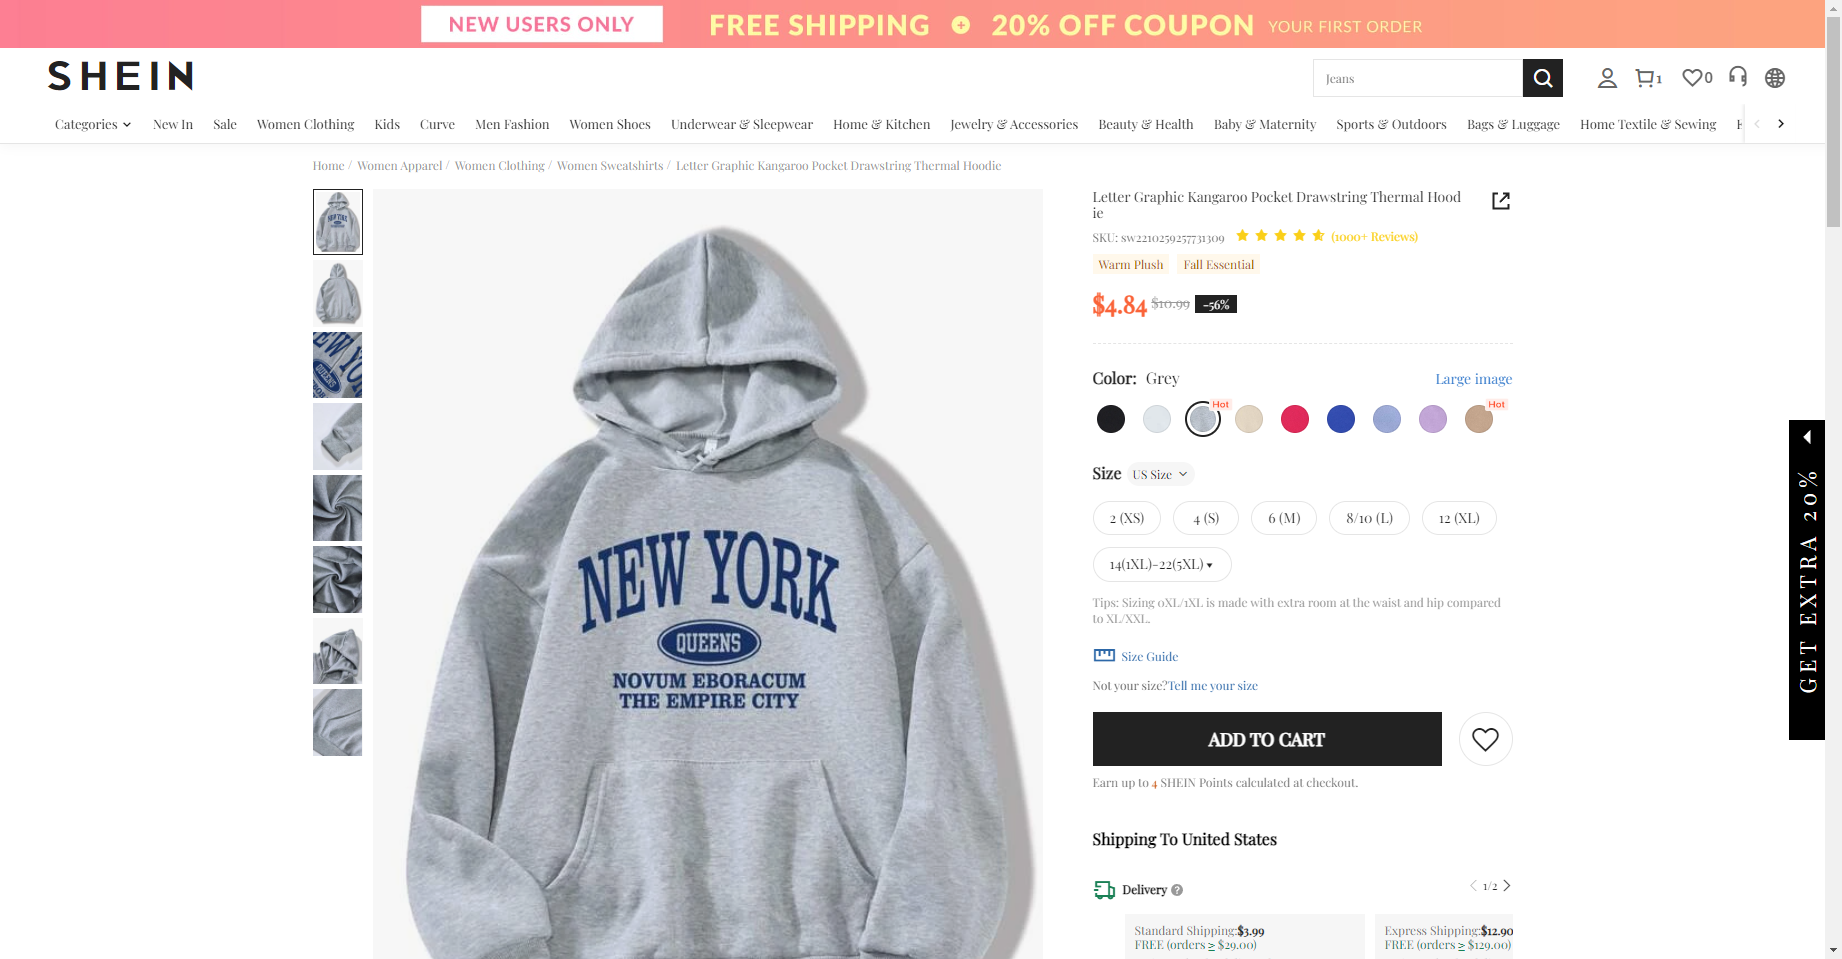 NEW USERS ONLY FREE SHIPPING + 20% OFF COUPON YOUR FIRST ORDER
SHEIN
Jeans
1
0
Categories New In Sale Women Clothing Kids Curve Men Fashion Women Shoes Underwear & Sleepwear Home & Kitchen Jewelry & Accessories Beauty & Health Baby & Maternity Sports & Outdoors Bags & Luggage Home Textile & Sewing
Home / Women Apparel / Women Clothing / Women Sweatshirts / Letter Graphic Kangaroo Pocket Drawstring Thermal Hoodie
NEW YORK
QUEENS
NOVUM EBORACUM
THE EMPIRE CITY
Letter Graphic Kangaroo Pocket Drawstring Thermal Hood
ie
SKU: sw2210259257731309 (1000+ Reviews)
Warm Plush Fall Essential
$4.84 $10.99 -56%
Color: Grey Large image
Hot Hot
Size US Size
2 (XS) 4 (S) 6 (M) 8/10 (L) 12 (XL)
14(1XL)-22(5XL)
Tips: Sizing 0XL/1XL is made with extra room at the waist and hip compared
to XL/XXL.
Size Guide
Not your size?Tell me your size
ADD TO CART
Earn up to 4 SHEIN Points calculated at checkout.
Shipping To United States
Delivery ? 1/2
Standard Shipping:$3.99
FREE (orders ≥ $29.00)
Express Shipping:$12.90
FREE (orders ≥ $129.00)
GET EXTRA 20%